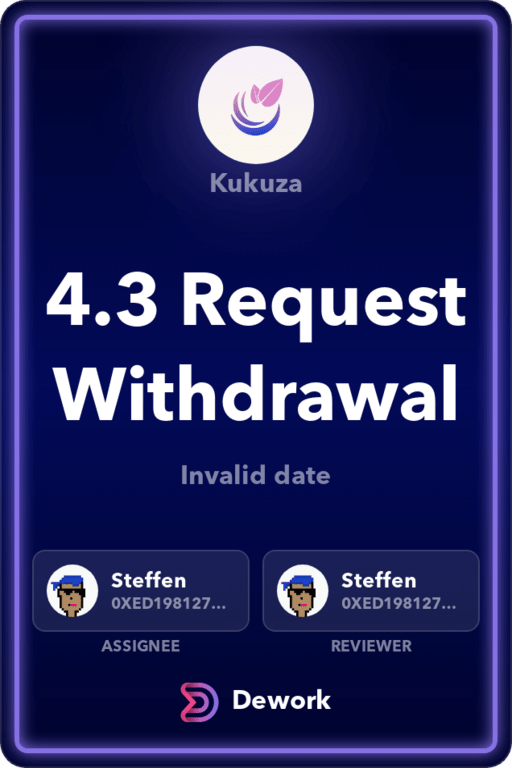 Kukuza
4.3 Request
Withdrawal
Invalid date
Steffen
0XED198127...
ASSIGNEE
Steffen
0XED198127...
REVIEWER
Dework